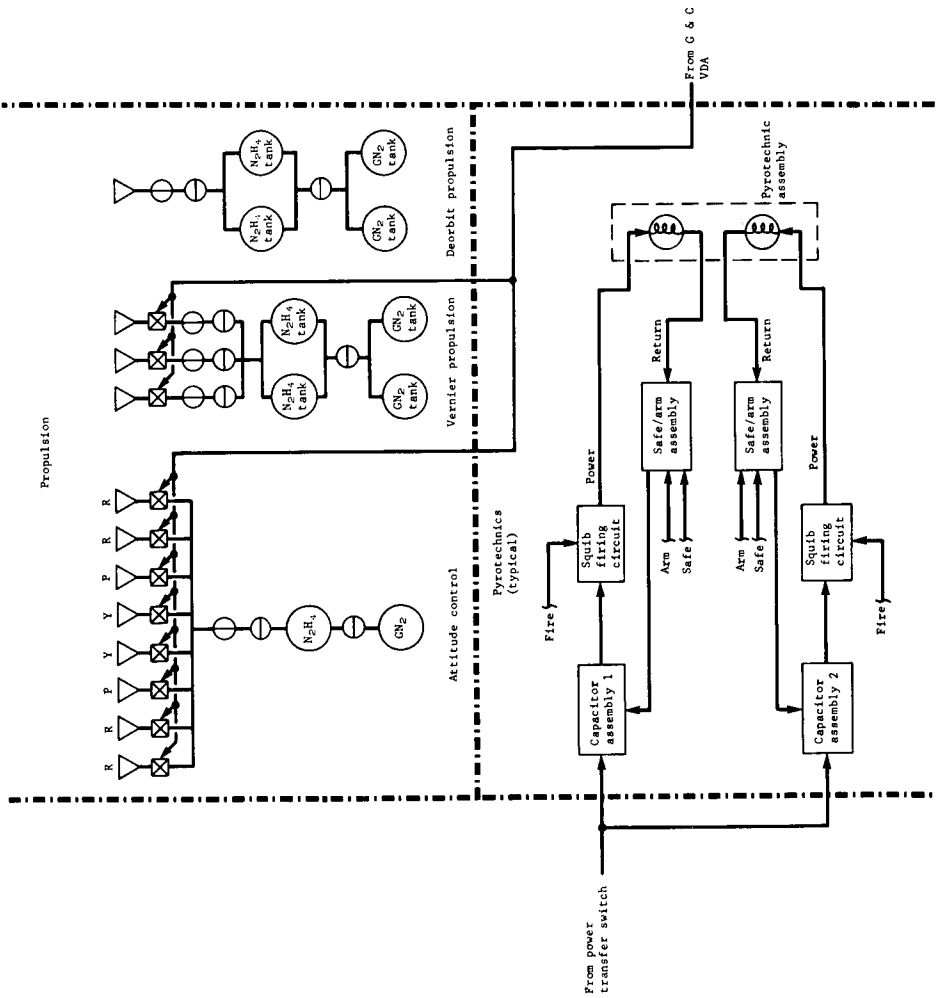 Propulsion
R
R
P
Y
Y
P
R
R
N2H4
GN2
Attitude control
N2H4
tank
N2H4
tank
GN2
tank
GN2
tank
Vernier propulsion
N2H4
tank
N2H4
tank
GN2
tank
GN2
tank
Deorbit propulsion
From G & C
VDA
Pyrotechnics
(typical)
From power
transfer switch
Capacitor
assembly 1
Fire
Squib
firing
circuit
Power
Arm
Safe
Safe/arm
assembly
Return
Pyrotechnic
assembly
Return
Safe/arm
assembly
Arm
Safe
Power
Squib
firing
circuit
Fire
Capacitor
assembly 2